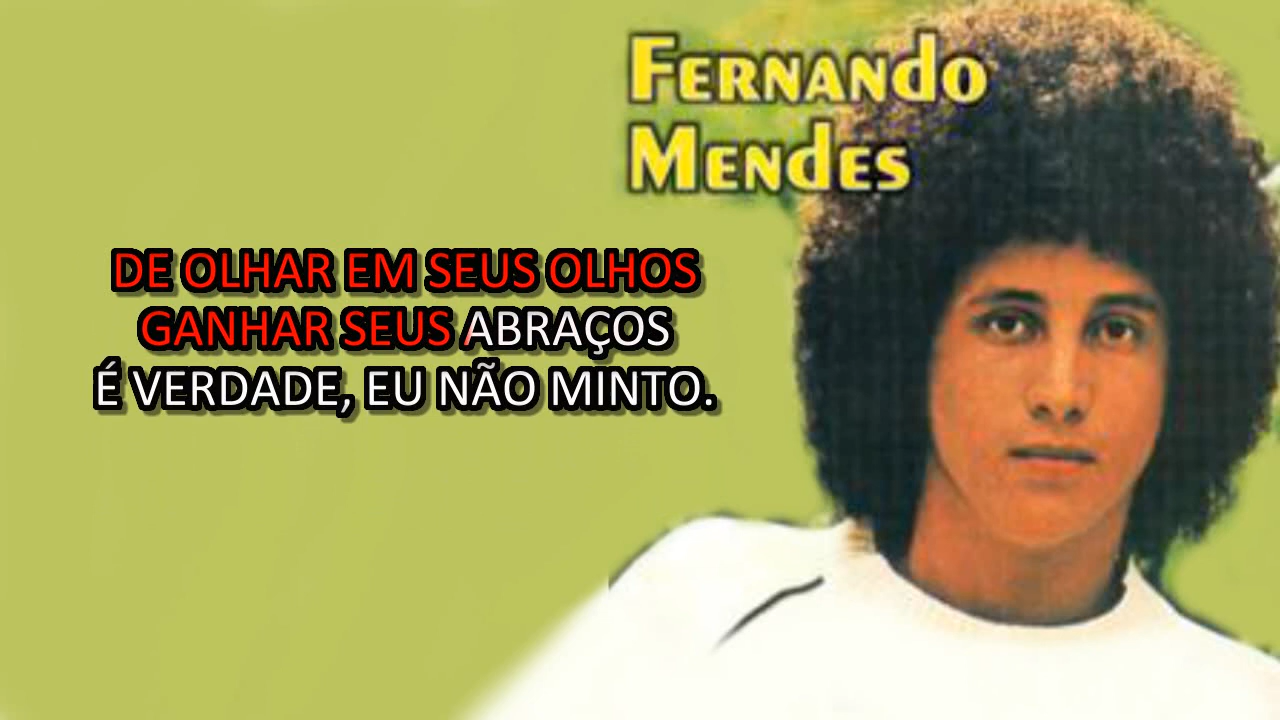 FERNANdO
MENdES
DE OLHAR EM SEUS OLHOS
GANHAR SEUS ABRAÇOS
É VERDADE, EU NÃO MINTO.